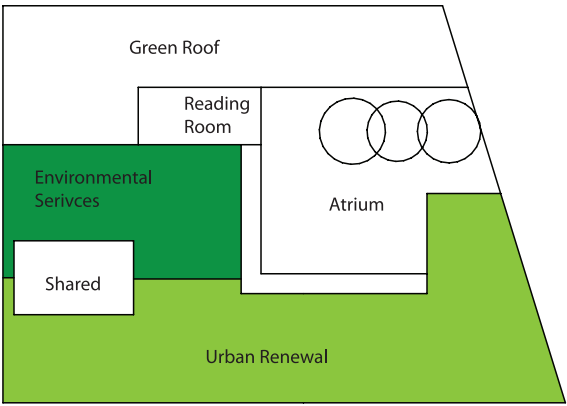 Green Roof
Reading
Room
Environmental
Serivces
Atrium
Shared
Urban Renewal